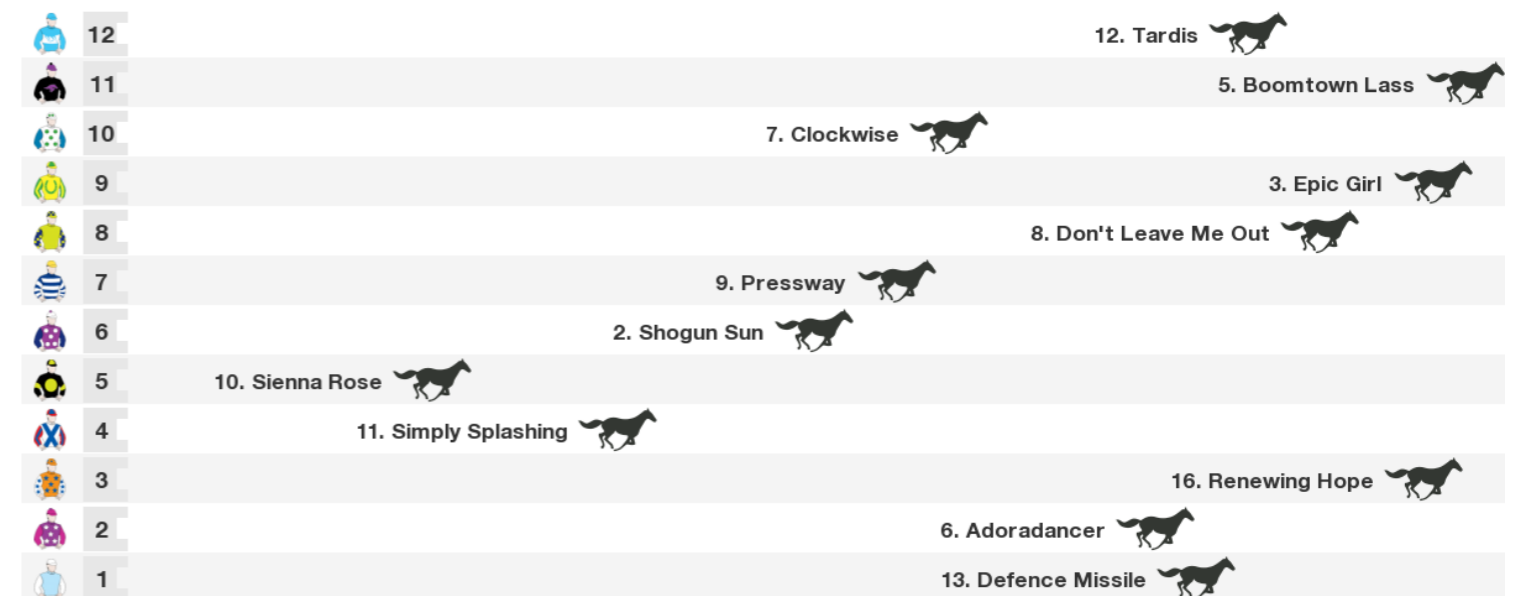 12 12. Tardis
11 5. Boomtown Lass
10 7. Clockwise
9 3. Epic Girl
8 8. Don't Leave Me Out
7 9. Pressway
6 2. Shogun Sun
5 10. Sienna Rose
4 11. Simply Splashing
3 16. Renewing Hope
2 6. Adoradancer
1 13. Defence Missile